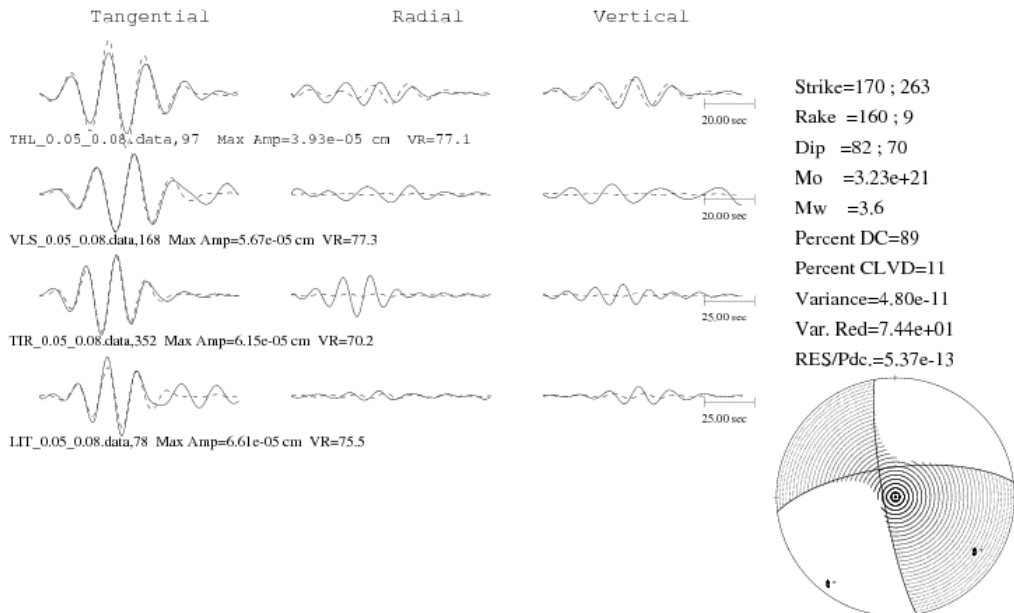 Tangential Radial Vertical
20.00 sec
THL_0.05_0.08.data,97 Max Amp=3.93e-05 cm VR=77.1
20.00 sec
VLS_0.05_0.08.data,168 Max Amp=5.67e-05 cm VR=77.3
25.00 sec
TIR_0.05_0.08.data,352 Max Amp=6.15e-05 cm VR=70.2
25.00 sec
LIT_0.05_0.08.data,78 Max Amp=6.61e-05 cm VR=75.5
Strike=170 ; 263
Rake =160 ; 9
Dip =82 ; 70
Mo =3.23e+21
Mw =3.6
Percent DC=89
Percent CLVD=11
Variance=4.80e-11
Var. Red=7.44e+01
RES/Pdc.=5.37e-13